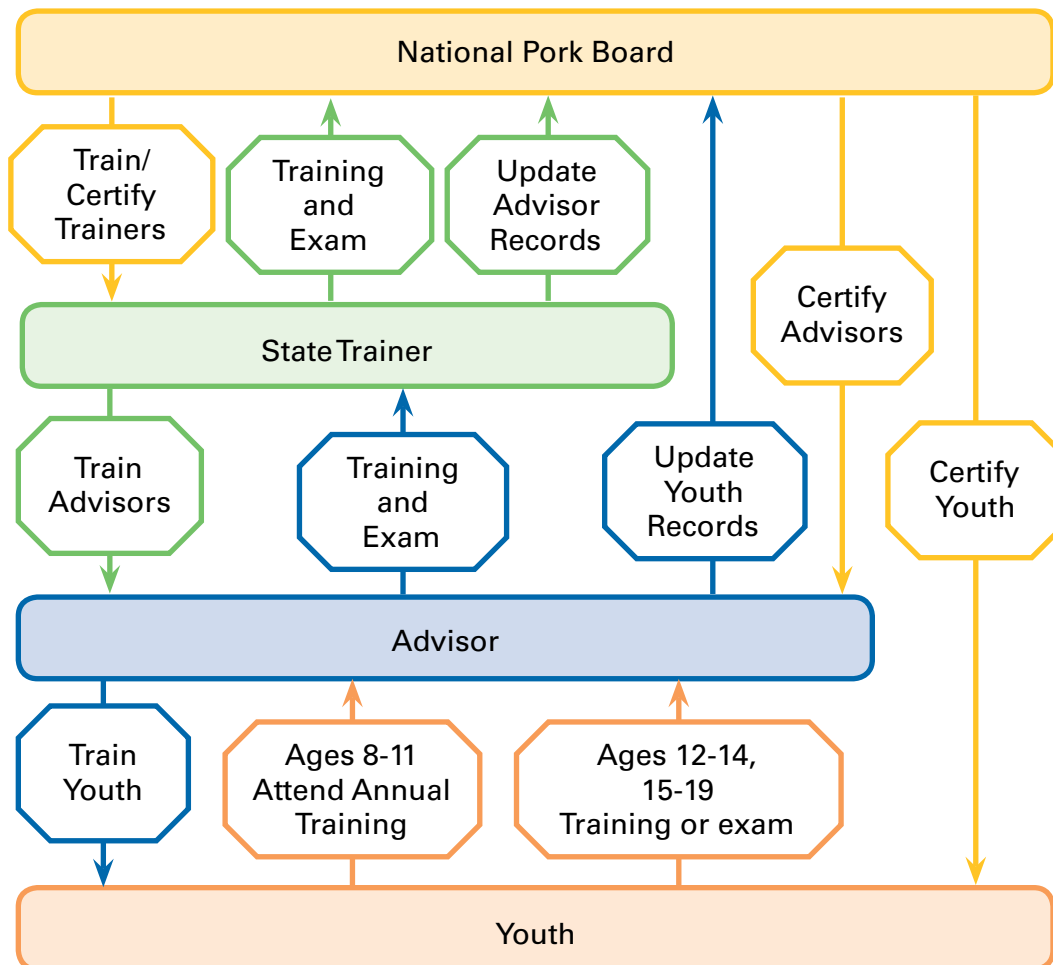 National Pork Board
Train/
Certify
Trainers
Training
and
Exam
Update
Advisor
Records
Certify
Advisors
State Trainer
Train
Advisors
Training
and
Exam
Update
Youth
Records
Certify
Youth
Advisor
Train
Youth
Ages 8-11
Attend Annual
Training
Ages 12-14,
15-19
Training or exam
Youth